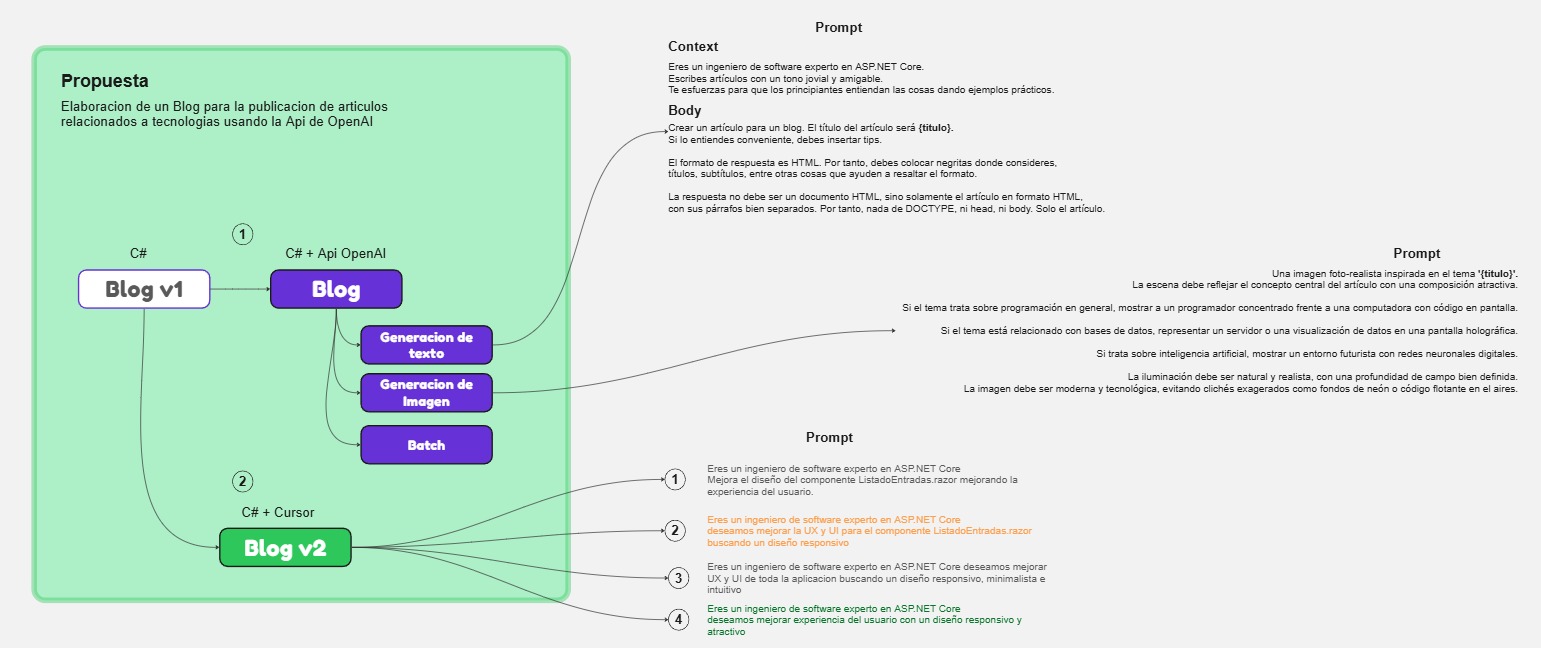 Propuesta
Elaboracion de un Blog para la publicacion de articulos
relacionados a tecnologias usando la Api de OpenAI
1
C#
C# + Api OpenAI
Blog v1
Blog
Generacion de
texto
Generacion de
Imagen
Batch
2
C# + Cursor
Blog v2
Prompt
Context
Eres un ingeniero de software experto en ASP.NET Core.
Escribes artículos con un tono jovial y amigable.
Te esfuerzas para que los principiantes entiendan las cosas dando ejemplos prácticos.
Body
Crear un artículo para un blog. El título del artículo será {titulo}.
Si lo entiendes conveniente, debes insertar tips.
El formato de respuesta es HTML. Por tanto, debes colocar negritas donde consideres,
títulos, subtítulos, entre otras cosas que ayuden a resaltar el formato.
La respuesta no debe ser un documento HTML, sino solamente el artículo en formato HTML,
con sus párrafos bien separados. Por tanto, nada de DOCTYPE, ni head, ni body. Solo el artículo.
Prompt
Una imagen foto-realista inspirada en el tema '{titulo}'.
La escena debe reflejar el concepto central del artículo con una composición atractiva.
Si el tema trata sobre programación en general, mostrar a un programador concentrado frente a una computadora con código en pantalla.
Si el tema está relacionado con bases de datos, representar un servidor o una visualización de datos en una pantalla holográfica.
Si trata sobre inteligencia artificial, mostrar un entorno futurista con redes neuronales digitales.
La iluminación debe ser natural y realista, con una profundidad de campo bien definida.
La imagen debe ser moderna y tecnológica, evitando clichés exagerados como fondos de neón o código flotante en el aires.
Prompt
1
Eres un ingeniero de software experto en ASP.NET Core
Mejora el diseño del componente ListadoEntradas.razor mejorando la
experiencia del usuario.
2
Eres un ingeniero de software experto en ASP.NET Core
deseamos mejorar la UX y UI para el componente ListadoEntradas.razor
buscando un diseño responsivo
3
Eres un ingeniero de software experto en ASP.NET Core deseamos mejorar
UX y UI de toda la aplicacion buscando un diseño responsivo, minimalista e
intuitivo
4
Eres un ingeniero de software experto en ASP.NET Core
deseamos mejorar experiencia del usuario con un diseño responsivo y
atractivo